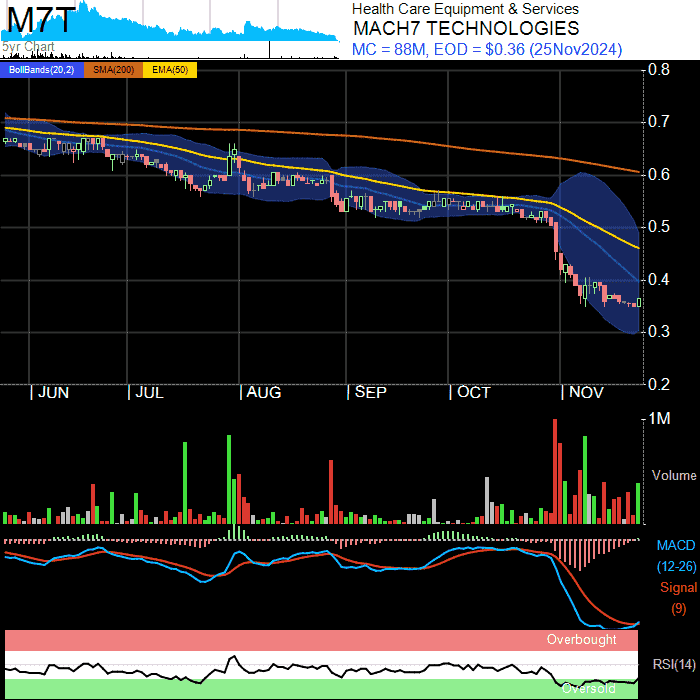 M7T
5yr Chart
Health Care Equipment & Services
MACH7 TECHNOLOGIES
MC = 88M, EOD = $0.36 (25Nov2024)
BollBands(20,2) SMA(200) EMA(50)
0.8
0.7
0.6
0.5
0.4
0.3
0.2
JUN JUL AUG SEP OCT NOV
1M
Volume
MACD
(12-26)
Signal
(9)
Overbought
RSI(14)
Oversold